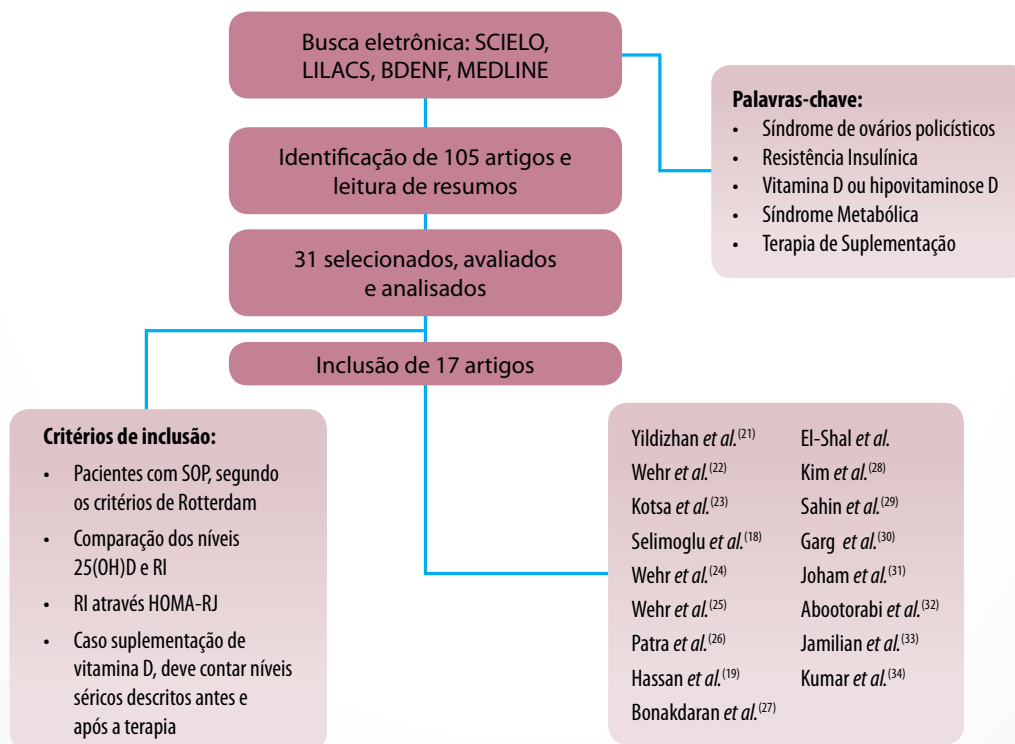 Busca eletrônica: SCIELO,
LILACS, BDENF, MEDLINE
Palavras-chave:
• Síndrome de ovários policísticos
• Resistência Insulínica
• Vitamina D ou hipovitaminose D
• Síndrome Metabólica
• Terapia de Suplementação
Identificação de 105 artigos e
leitura de resumos
31 selecionados, avaliados
e analisados
Inclusão de 17 artigos
Critérios de inclusão:
• Pacientes com SOP, segundo
os critérios de Rotterdam
• Comparação dos níveis
25(OH)D e RI
• RI através HOMA-RJ
• Caso suplementação de
vitamina D, deve contar níveis
séricos descritos antes e
após a terapia
Yildizhan et al.(21)
Wehr et al.(22)
Kotsa et al.(23)
Selimoglu et al.(18)
Wehr et al.(24)
Wehr et al.(25)
Patra et al.(26)
Hassan et al.(19)
Bonakdaran et al.(27)
El-Shal et al.
Kim et al.(28)
Sahin et al.(29)
Garg et al.(30)
Joham et al.(31)
Abootorabi et al.(32)
Jamilian et al.(33)
Kumar et al.(34)